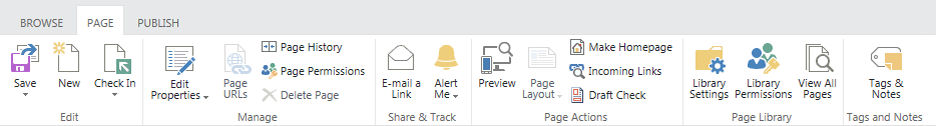 BROWSE PAGE PUBLISH
Save New Check In
Edit
Edit
Properties
Page
URLs
Page History
Page Permissions
Delete Page
Manage
E-mail a
Link
Alert
Me
Share & Track
Preview
Page
Layout
Make Homepage
Incoming Links
Draft Check
Page Actions
Library
Settings
Library
Permissions
View All
Pages
Page Library
Tags &
Notes
Tags and Notes